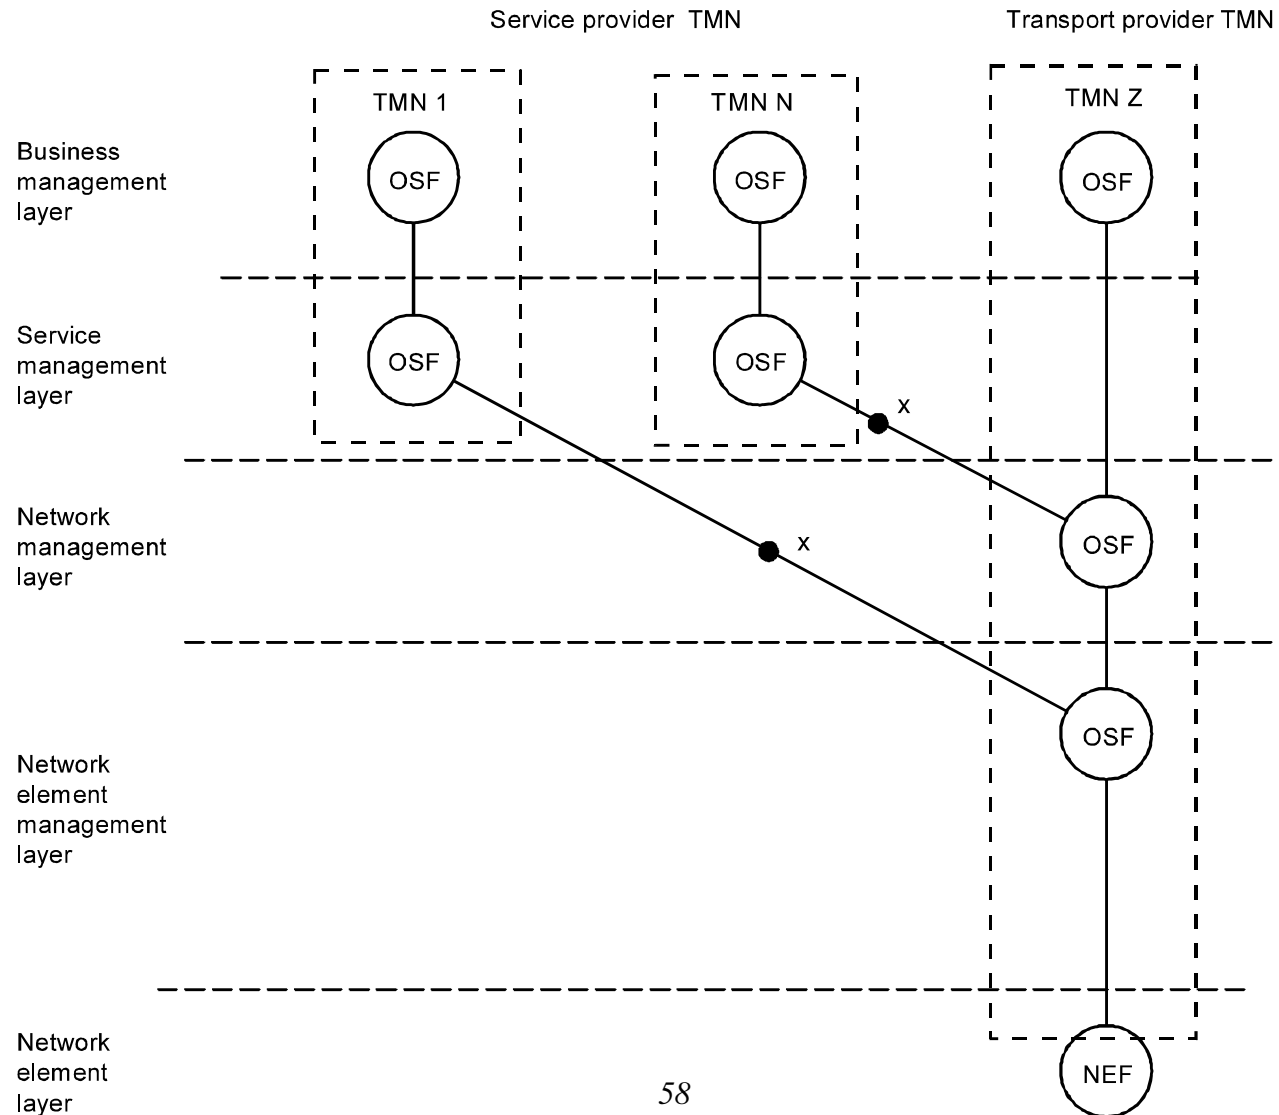 Service provider  TMN
Transport provider TMN
TMN 1
TMN N
TMN Z
Business
management
layer
OSF
OSF
OSF
Service
management
layer
OSF
OSF
x
Network
management
layer
x
OSF
OSF
Network
element
management
layer
Network
element
layer
NEF
58